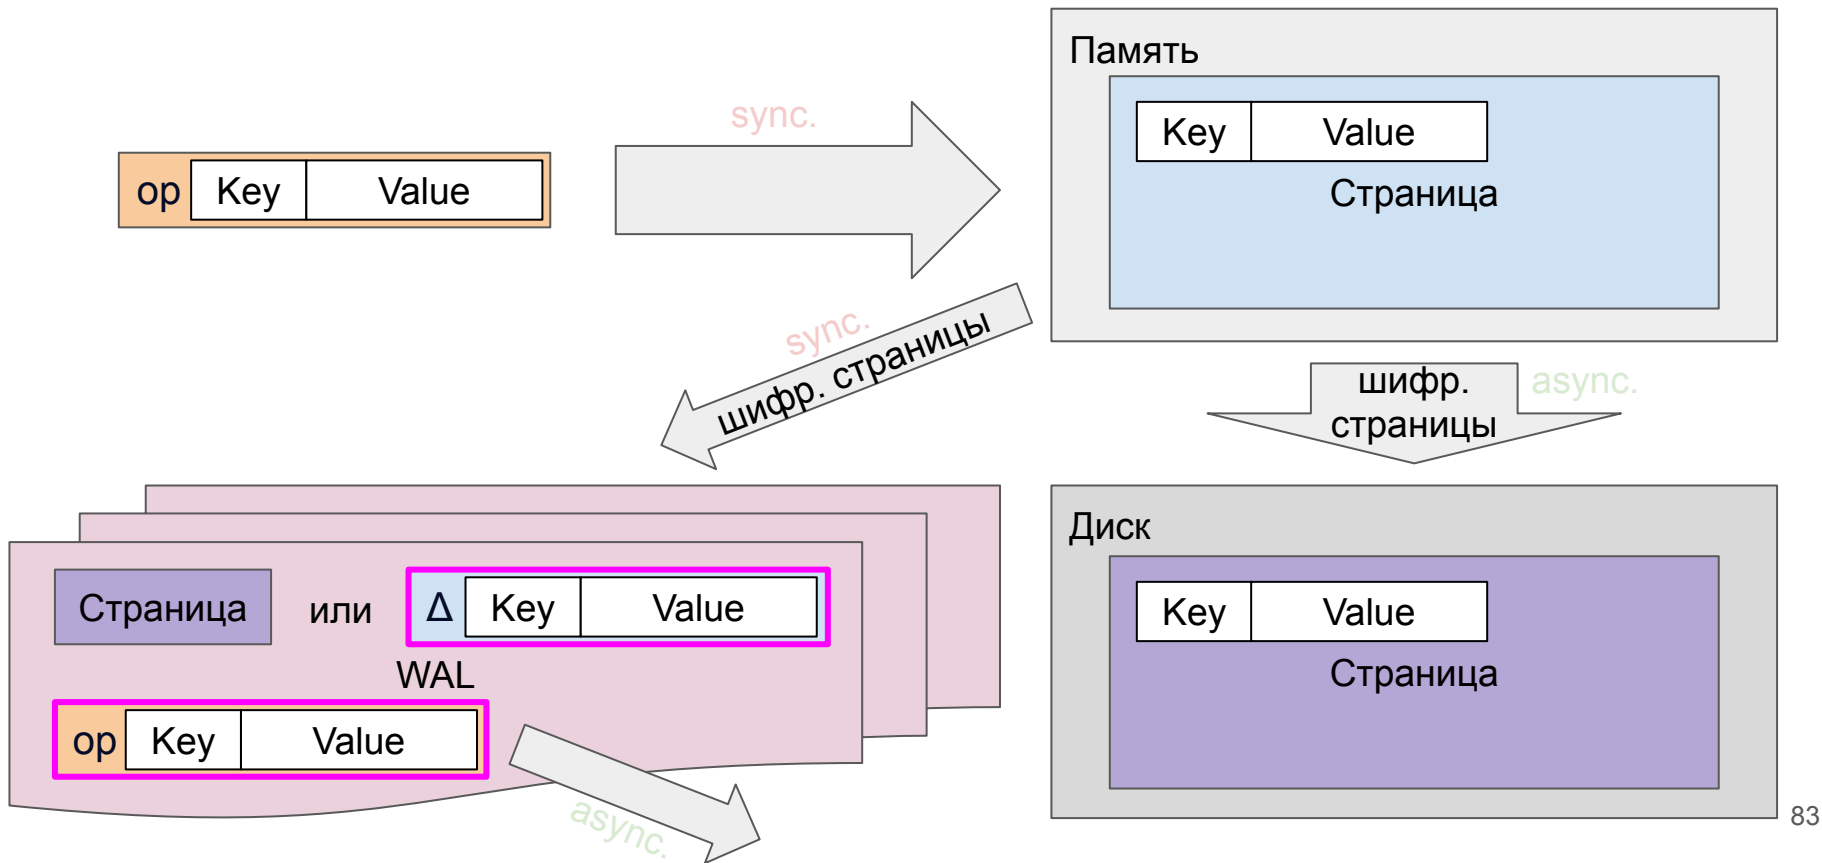 Память
sync.
Key Value
op Key Value
Страница
sync.
шифр. страницы
шифр.
страницы
async.
Диск
Key Value
Страница
Страница или Δ Key Value
WAL
op Key Value
async.
83